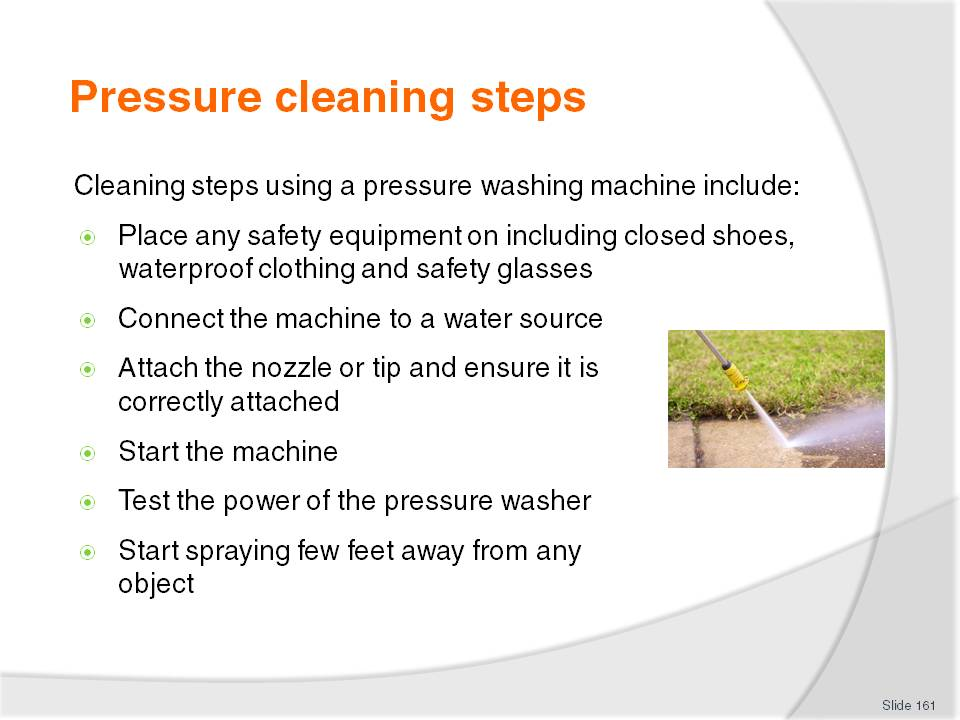 Pressure cleaning steps
Cleaning steps using a pressure washing machine include:
Place any safety equipment on including closed shoes,
waterproof clothing and safety glasses
Connect the machine to a water source
Attach the nozzle or tip and ensure it is
correctly attached
Start the machine
Test the power of the pressure washer
Start spraying few feet away from any
object
Slide 161